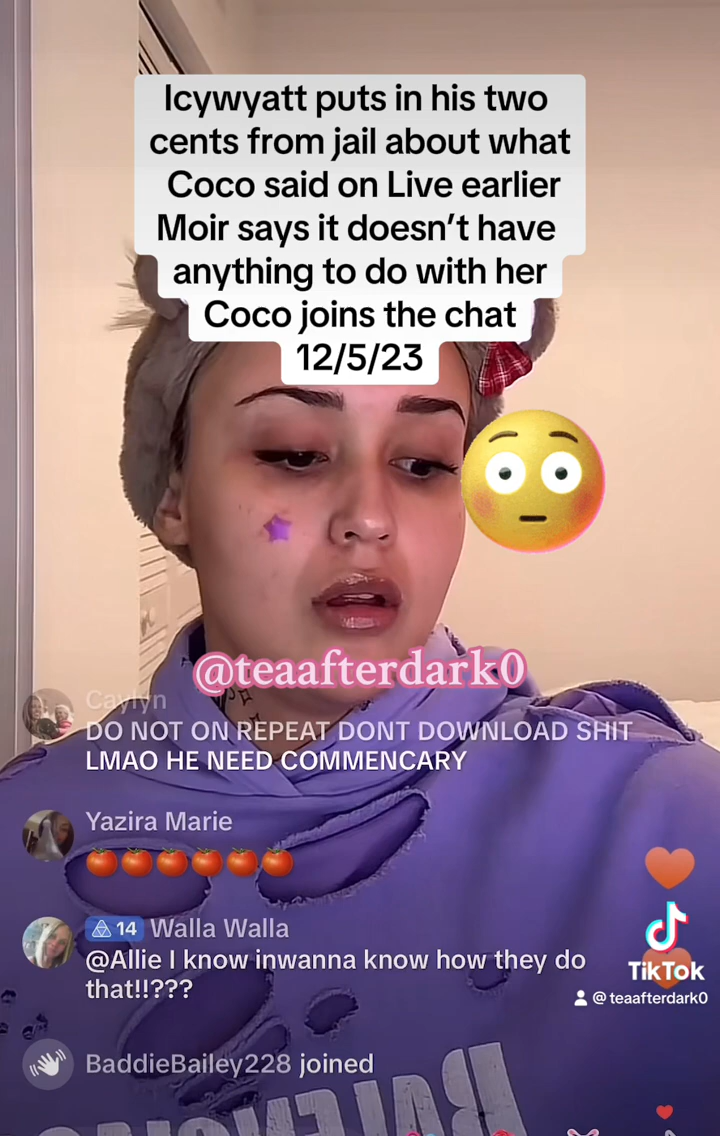 Icywyatt puts in his two
cents from jail about what
Coco said on Live earlier
Moir says it doesn’t have
anything to do with her
Coco joins the chat
12/5/23
@teaafterdark0
Caylyn
DO NOT ON REPEAT DONT DOWNLOAD SHIT
LMAO HE NEED COMMENCARY
Yazira Marie
14 Walla Walla
@Allie I know inwanna know how they do
that!!???
TikTok
@teaafterdark0
BaddieBailey228 joined